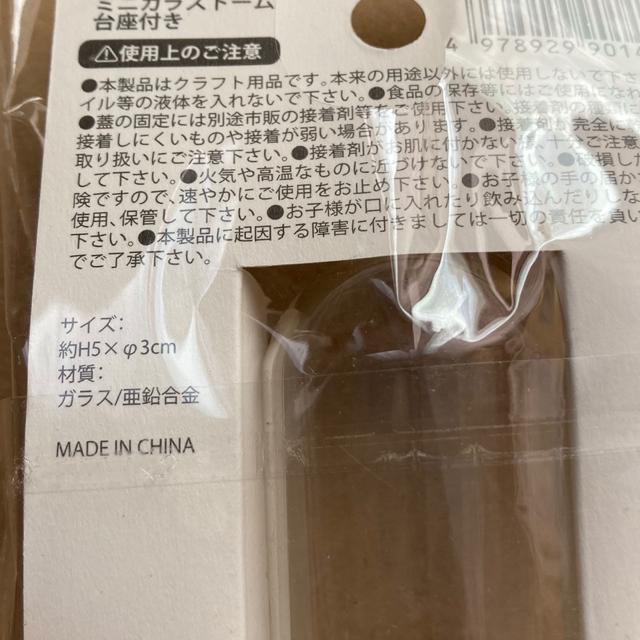 ミニガラスドーム
台座付き
使用上のご注意
4 978929 901
●本製品はクラフト用品です。本来の用途以外には使用しないで下さ
イル等の液体を入れないで下さい。●食品の保存等にはご使用になれ
●蓋の固定には別途市販の接着剤等をご使用下さい。接着剤の
接着しにくいものや接着が弱い場合があります。●接着剤が完全に
取り扱いにご注意下さい。●接着剤がお肌に付かない様、十分ご注意
して下さい。●火気や高温なものに近づけないで下さい。●破損し
険ですので、速やかにご使用をお止め下さい。●お子様の手の届か
使用、保管して下さい。●お子様が口に入れたり飲み込んだりしな
下さい。●本製品に起因する障害に付きましては一切の責任を負い
でご了承下さい。
サイズ：
約H5×φ3cm
材質：
ガラス/亜鉛合金
MADE IN CHINA